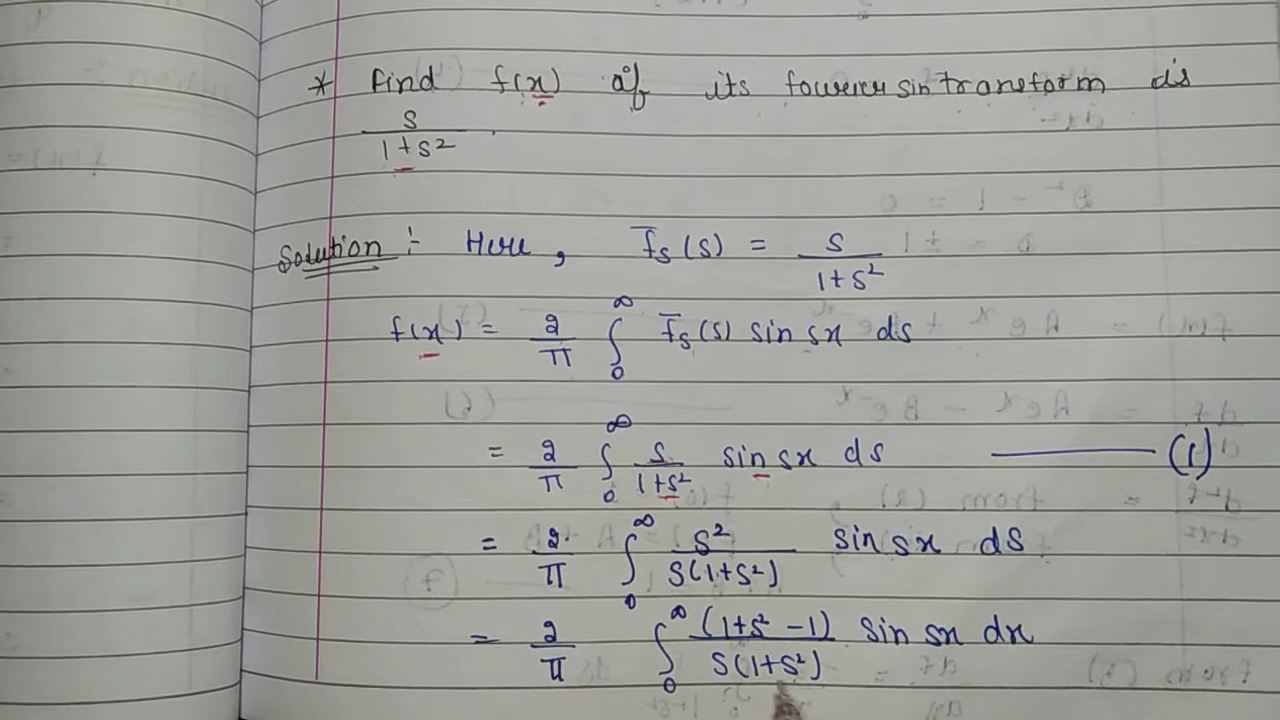 * Find f(x) if its fourier sin transform is
s/(1+s²).
Solution :- Here, f̅s(s) = s/(1+s²)
f(x) = 2/π ∫₀^∞ f̅s(s) sin sx ds
= 2/π ∫₀^∞ s/(1+s²) sin sx ds ——— (1)
= 2/π ∫₀^∞ s²/(s(1+s²)) sin sx ds
= 2/π ∫₀^∞ (1+s²-1)/(s(1+s²)) sin sx dx